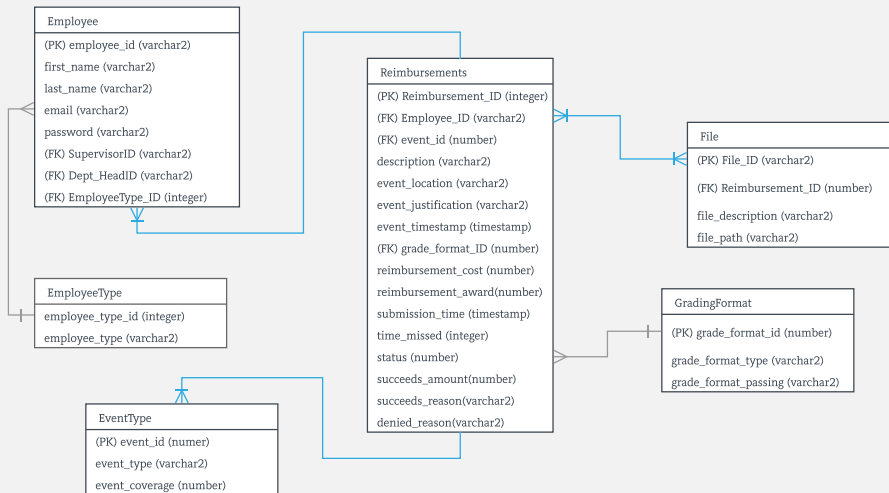 Employee
(PK) employee_id (varchar2)
first_name (varchar2)
last_name (varchar2)
email (varchar2)
password (varchar2)
(FK) SupervisorID (varchar2)
(FK) Dept_HeadID (varchar2)
(FK) EmployeeType_ID (integer)
EmployeeType
employee_type_id (integer)
employee_type (varchar2)
EventType
(PK) event_id (numer)
event_type (varchar2)
event_coverage (number)
Reimbursements
(PK) Reimbursement_ID (integer)
(FK) Employee_ID (varchar2)
(FK) event_id (number)
description (varchar2)
event_location (varchar2)
event_justification (varchar2)
event_timestamp (timestamp)
(FK) grade_format_ID (number)
reimbursement_cost (number)
reimbursement_award(number)
submission_time (timestamp)
time_missed (integer)
status (number)
succeeds_amount(number)
succeeds_reason(varchar2)
denied_reason(varchar2)
File
(PK) File_ID (varchar2)
(FK) Reimbursement_ID (number)
file_description (varchar2)
file_path (varchar2)
GradingFormat
(PK) grade_format_id (number)
grade_format_type (varchar2)
grade_format_passing (varchar2)